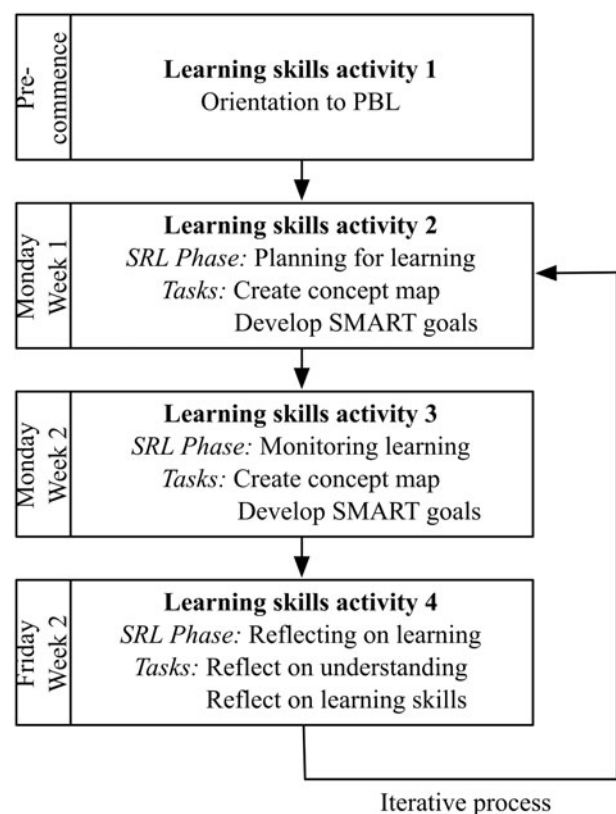 Pre-
commence
Learning skills activity 1
Orientation to PBL
Monday
Week 1
Learning skills activity 2
SRL Phase: Planning for learning
Tasks: Create concept map
Develop SMART goals
Monday
Week 2
Learning skills activity 3
SRL Phase: Monitoring learning
Tasks: Create concept map
Develop SMART goals
Friday
Week 2
Learning skills activity 4
SRL Phase: Reflecting on learning
Tasks: Reflect on understanding
Reflect on learning skills
Iterative process